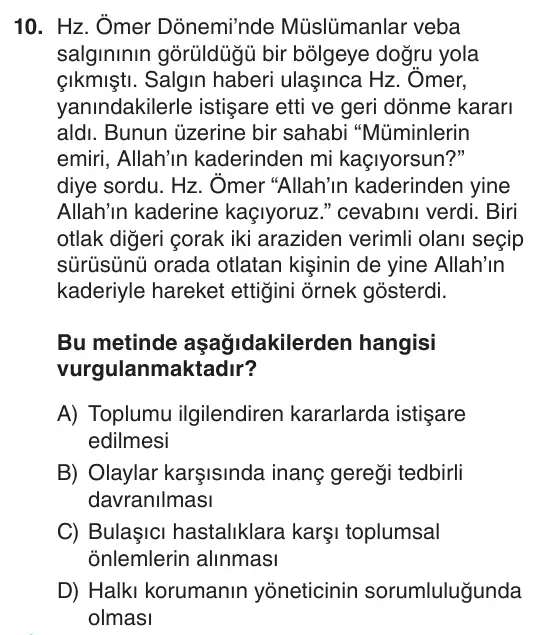 10. Hz. Ömer Dönemi’nde Müslümanlar veba
salgınının görüldüğü bir bölgeye doğru yola
çıkmıştı. Salgın haberi ulaşınca Hz. Ömer,
yanındakilerle istişare etti ve geri dönme kararı
aldı. Bunun üzerine bir sahabi “Müminlerin
emiri, Allah’ın kaderinden mi kaçıyorsun?”
diye sordu. Hz. Ömer “Allah’ın kaderinden yine
Allah’ın kaderine kaçıyoruz.” cevabını verdi. Biri
otlak diğeri çorak iki araziden verimli olanı seçip
sürüsünü orada otlatan kişinin de yine Allah’ın
kaderiyle hareket ettiğini örnek gösterdi.
Bu metinde aşağıdakilerden hangisi
vurgulanmaktadır?
A) Toplumu ilgilendiren kararlarda istişare
edilmesi
B) Olaylar karşısında inanç gereği tedbirli
davranılması
C) Bulaşıcı hastalıklara karşı toplumsal
önlemlerin alınması
D) Halkı korumanın yöneticinin sorumluluğunda
olması